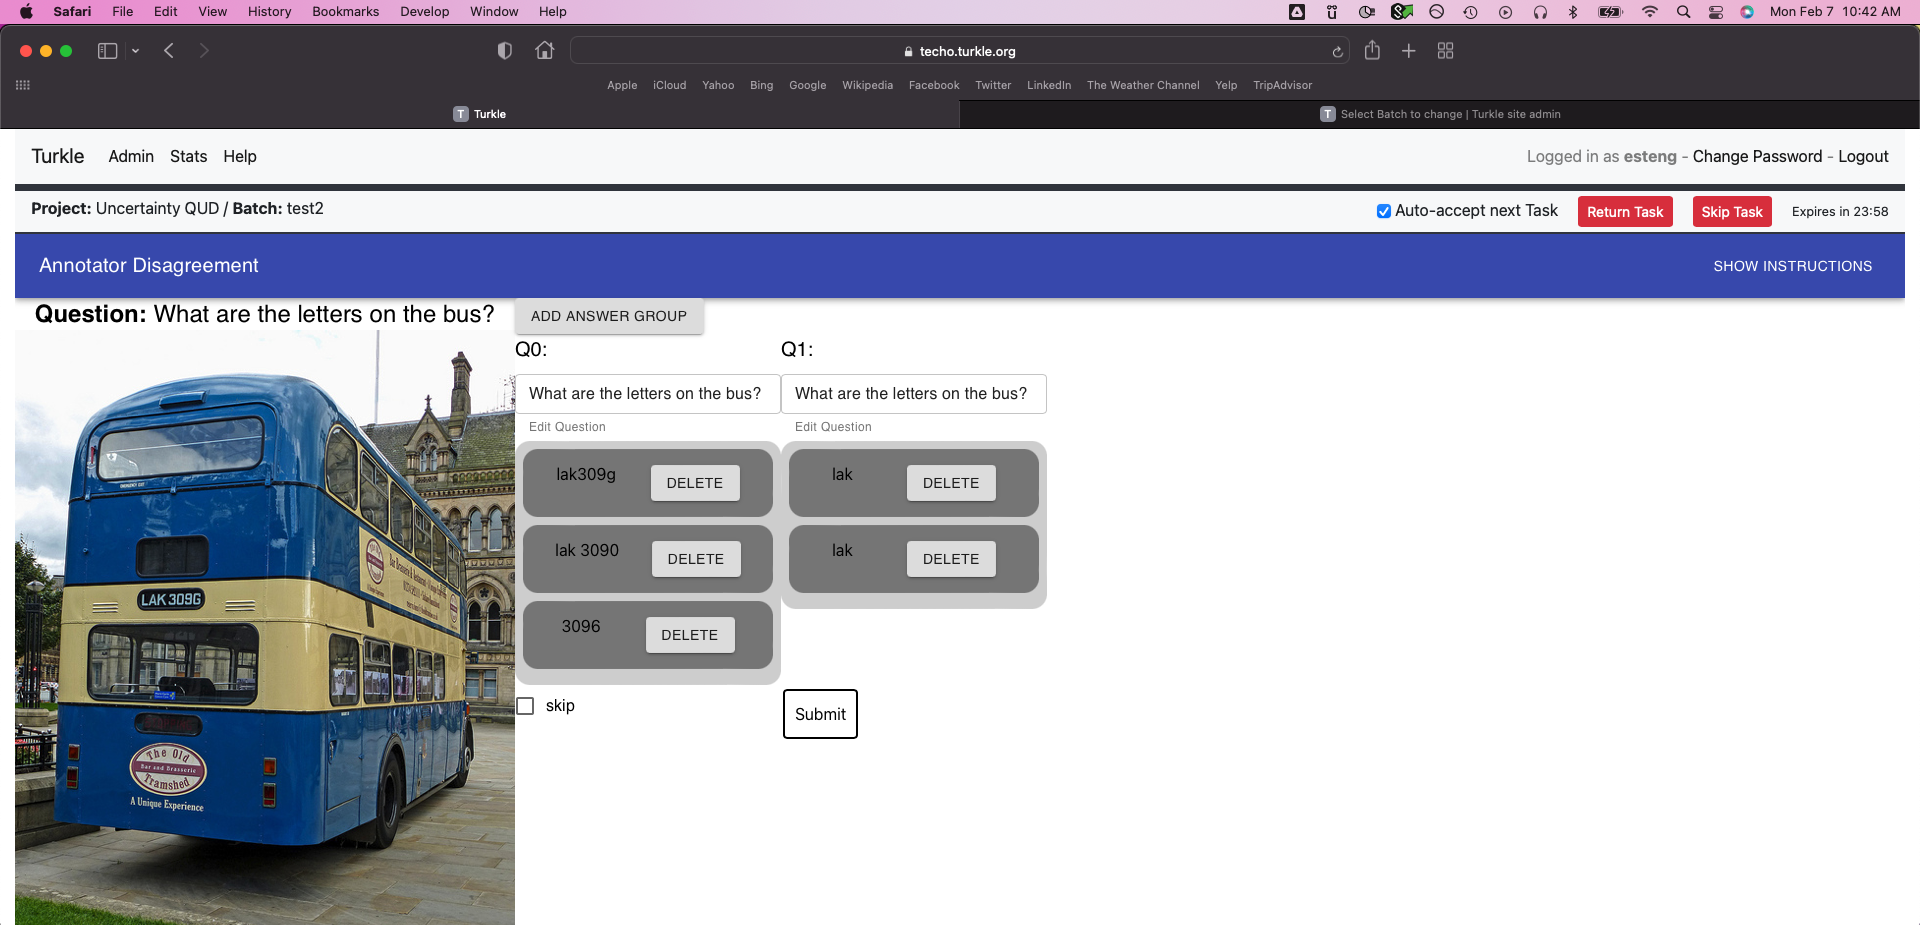 Safari File Edit View History Bookmarks Develop Window Help Mon Feb 7 10:42 AM
techo.turkle.org
Apple iCloud Yahoo Bing Google Wikipedia Facebook Twitter LinkedIn The Weather Channel Yelp TripAdvisor
T Turkle T Select Batch to change | Turkle site admin
Turkle Admin Stats Help Logged in as esteng - Change Password - Logout
Project: Uncertainty QUD / Batch: test2 Auto-accept next Task Return Task Skip Task Expires in 23:58
Annotator Disagreement SHOW INSTRUCTIONS
Question: What are the letters on the bus? ADD ANSWER GROUP
Q0: Q1:
What are the letters on the bus? What are the letters on the bus?
Edit Question Edit Question
lak309g DELETE lak DELETE
lak 3090 DELETE lak DELETE
3096 DELETE
skip Submit
LAK 309G
The Old
Bar and Brasserie
Tramshed
A Unique Experience